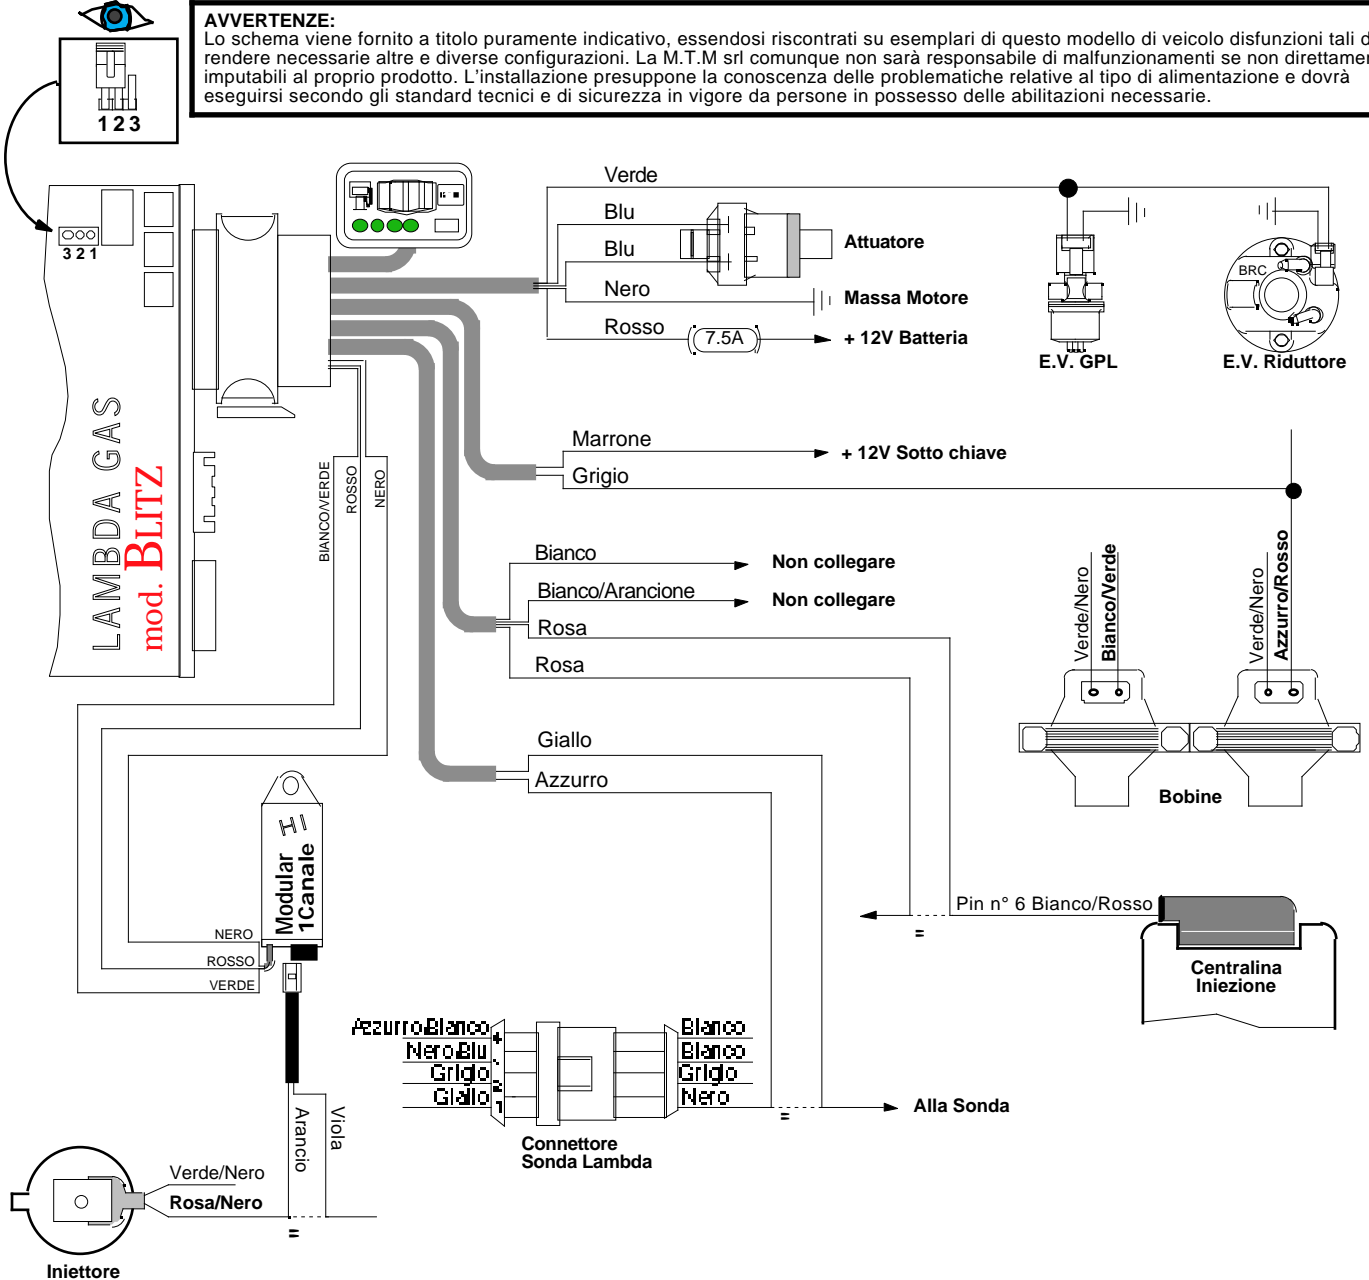 AVVERTENZE:
Lo schema viene fornito a titolo puramente indicativo, essendosi riscontrati su esemplari di questo modello di veicolo disfunzioni tali d
rendere necessarie altre e diverse configurazioni. La M.T.M srl comunque non sarà responsabile di malfunzionamenti se non direttamen
imputabili al proprio prodotto. L'installazione presuppone la conoscenza delle problematiche relative al tipo di alimentazione e dovrà
eseguirsi secondo gli standard tecnici e di sicurezza in vigore da persone in possesso delle abilitazioni necessarie.
1 2 3
3 2 1
LAMBDA GAS
mod. BLITZ
Verde
Blu
Blu
Nero
Rosso
7.5A
Attuatore
Massa Motore
+ 12V Batteria
E.V. GPL
BRC
E.V. Riduttore
Marrone
Grigio
+ 12V Sotto chiave
BIANCO/VERDE
ROSSO
NERO
Bianco
Bianco/Arancione
Rosa
Rosa
Non collegare
Non collegare
Verde/Nero
Bianco/Verde
Verde/Nero
Azzurro/Rosso
Bobine
Giallo
Azzurro
HI
Modular
1Canale
NERO
ROSSO
VERDE
Pin n° 6 Bianco/Rosso
Centralina
Iniezione
Azzurro/Bianco
Nero/Blu
Grigio
Giallo
Bianco
Bianco
Grigio
Nero
Connettore
Sonda Lambda
Alla Sonda
Arancio
Viola
Verde/Nero
Rosa/Nero
Iniettore